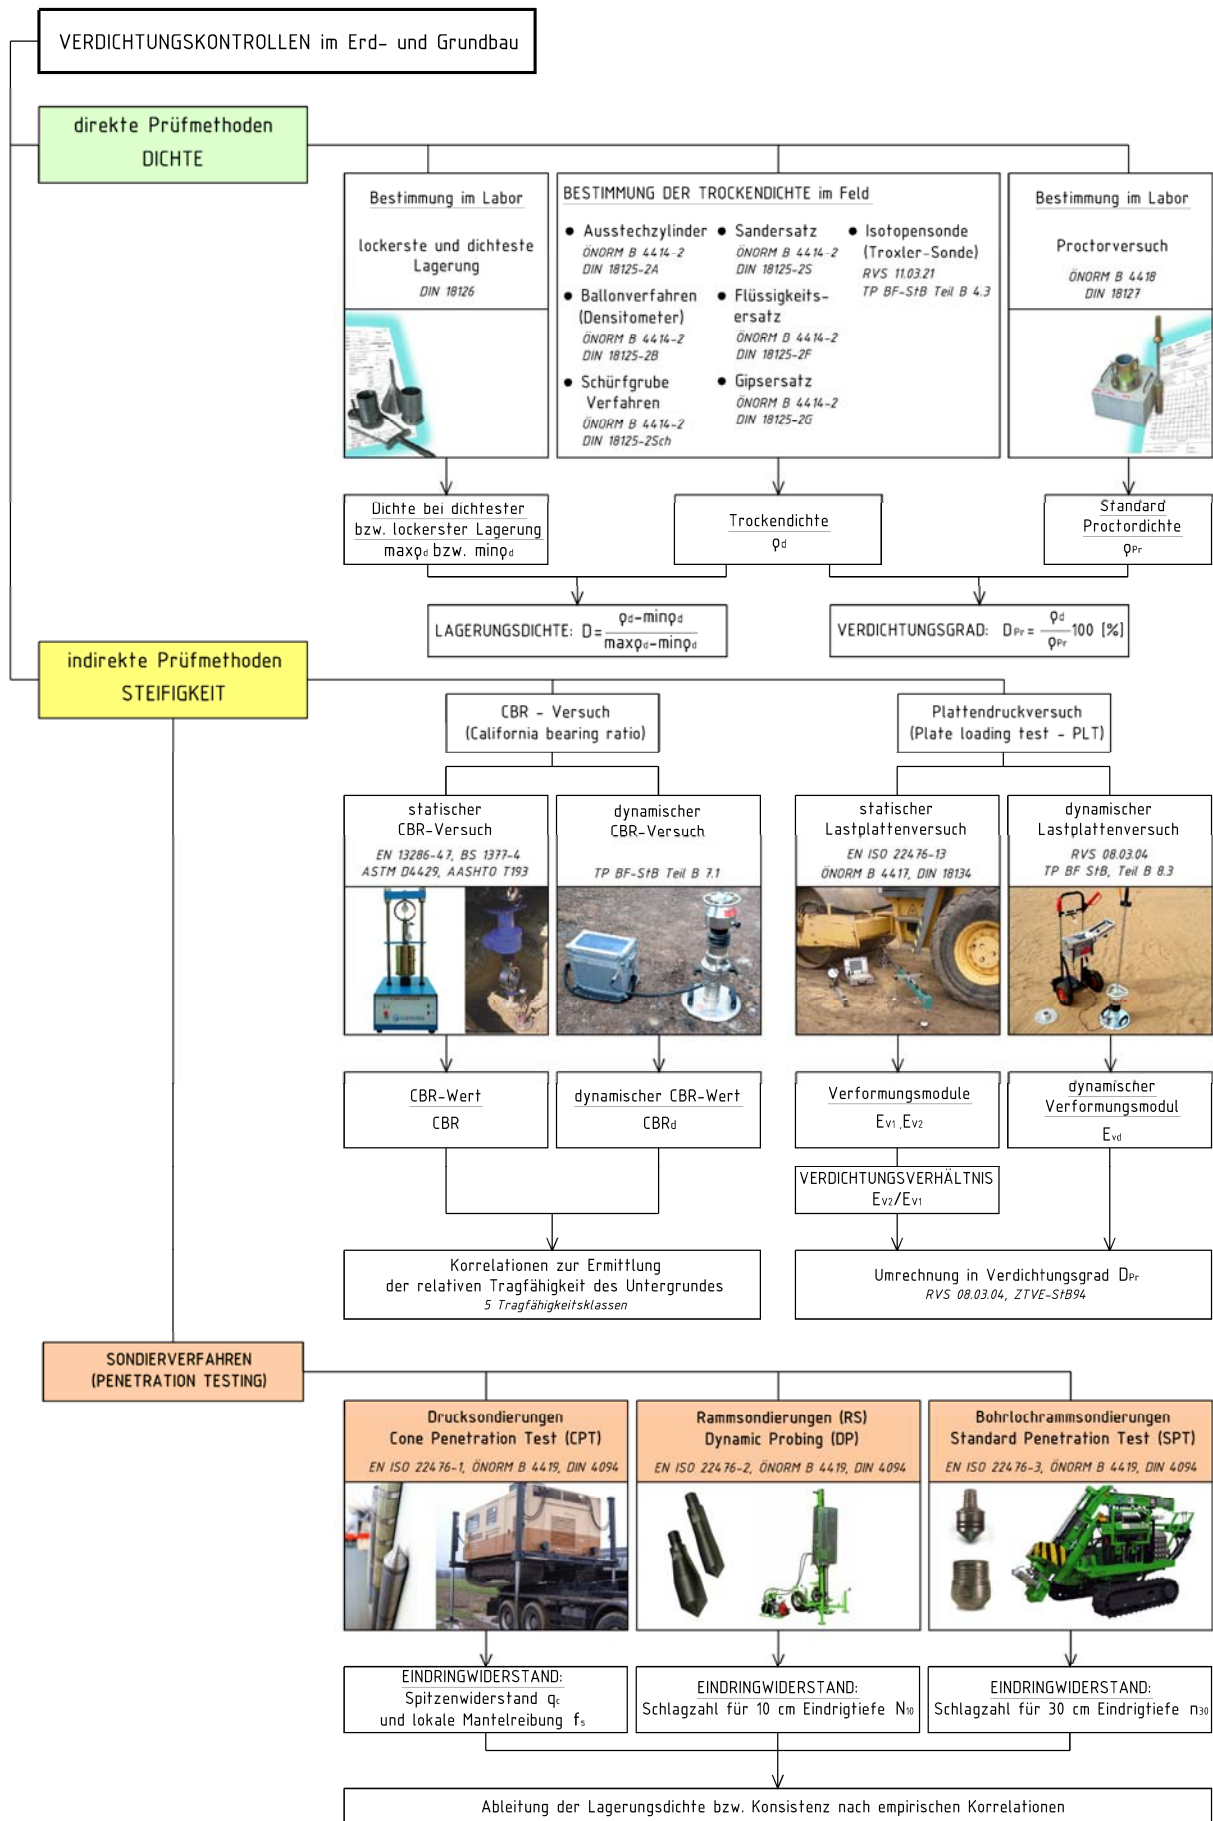 VERDICHTUNGSKONTROLLEN im Erd- und Grundbau
direkte Prüfmethoden
DICHTE
Bestimmung im Labor
lockerste und dichteste
Lagerung
DIN 18126
BESTIMMUNG DER TROCKENDICHTE im Feld
• Ausstechzylinder
ÖNORM B 4414-2
DIN 18125-2A
• Ballonverfahren
(Densitometer)
ÖNORM B 4414-2
DIN 18125-2B
• Schürfgrube
Verfahren
ÖNORM B 4414-2
DIN 18125-2Sch
• Sandersatz
ÖNORM B 4414-2
DIN 18125-2S
• Flüssigkeits-
ersatz
ÖNORM B 4414-2
DIN 18125-2F
• Gipsersatz
ÖNORM B 4414-2
DIN 18125-2G
• Isotopensonde
(Troxler-Sonde)
RVS 11.03.21
TP BF-StB Teil B 4.3
Bestimmung im Labor
Proctorversuch
ÖNORM B 4418
DIN 18127
Dichte bei dichtester
bzw. lockerster Lagerung
maxρd bzw. minρd
Trockendichte
ρd
Standard
Proctordichte
ρPr
LAGERUNGSDICHTE: D = (ρd-minρd)/(maxρd-minρd)
VERDICHTUNGSGRAD: DPr = ρd/ρPr 100 [%]
indirekte Prüfmethoden
STEIFIGKEIT
CBR - Versuch
(California bearing ratio)
Plattendruckversuch
(Plate loading test - PLT)
statischer
CBR-Versuch
EN 13286-47, BS 1377-4
ASTM D4429, AASHTO T193
dynamischer
CBR-Versuch
TP BF-StB Teil B 7.1
statischer
Lastplattenversuch
EN ISO 22476-13
ÖNORM B 4417, DIN 18134
dynamischer
Lastplattenversuch
RVS 08.03.04
TP BF StB, Teil B 8.3
CBR-Wert
CBR
dynamischer CBR-Wert
CBRd
Verformungsmodule
EV1,EV2
dynamischer
Verformungsmodul
Evd
VERDICHTUNGSVERHÄLTNIS
EV2/EV1
Korrelationen zur Ermittlung
der relativen Tragfähigkeit des Untergrundes
5 Tragfähigkeitsklassen
Umrechnung in Verdichtungsgrad DPr
RVS 08.03.04, ZTVE-StB94
SONDIERVERFAHREN
(PENETRATION TESTING)
Drucksondierungen
Cone Penetration Test (CPT)
EN ISO 22476-1, ÖNORM B 4419, DIN 4094
Rammsondierungen (RS)
Dynamic Probing (DP)
EN ISO 22476-2, ÖNORM B 4419, DIN 4094
Bohrlochrammsondierungen
Standard Penetration Test (SPT)
EN ISO 22476-3, ÖNORM B 4419, DIN 4094
EINDRINGWIDERSTAND:
Spitzenwiderstand qc
und lokale Mantelreibung fs
EINDRINGWIDERSTAND:
Schlagzahl für 10 cm Eindrigtiefe N10
EINDRINGWIDERSTAND:
Schlagzahl für 30 cm Eindrigtiefe n30
Ableitung der Lagerungsdichte bzw. Konsistenz nach empirischen Korrelationen